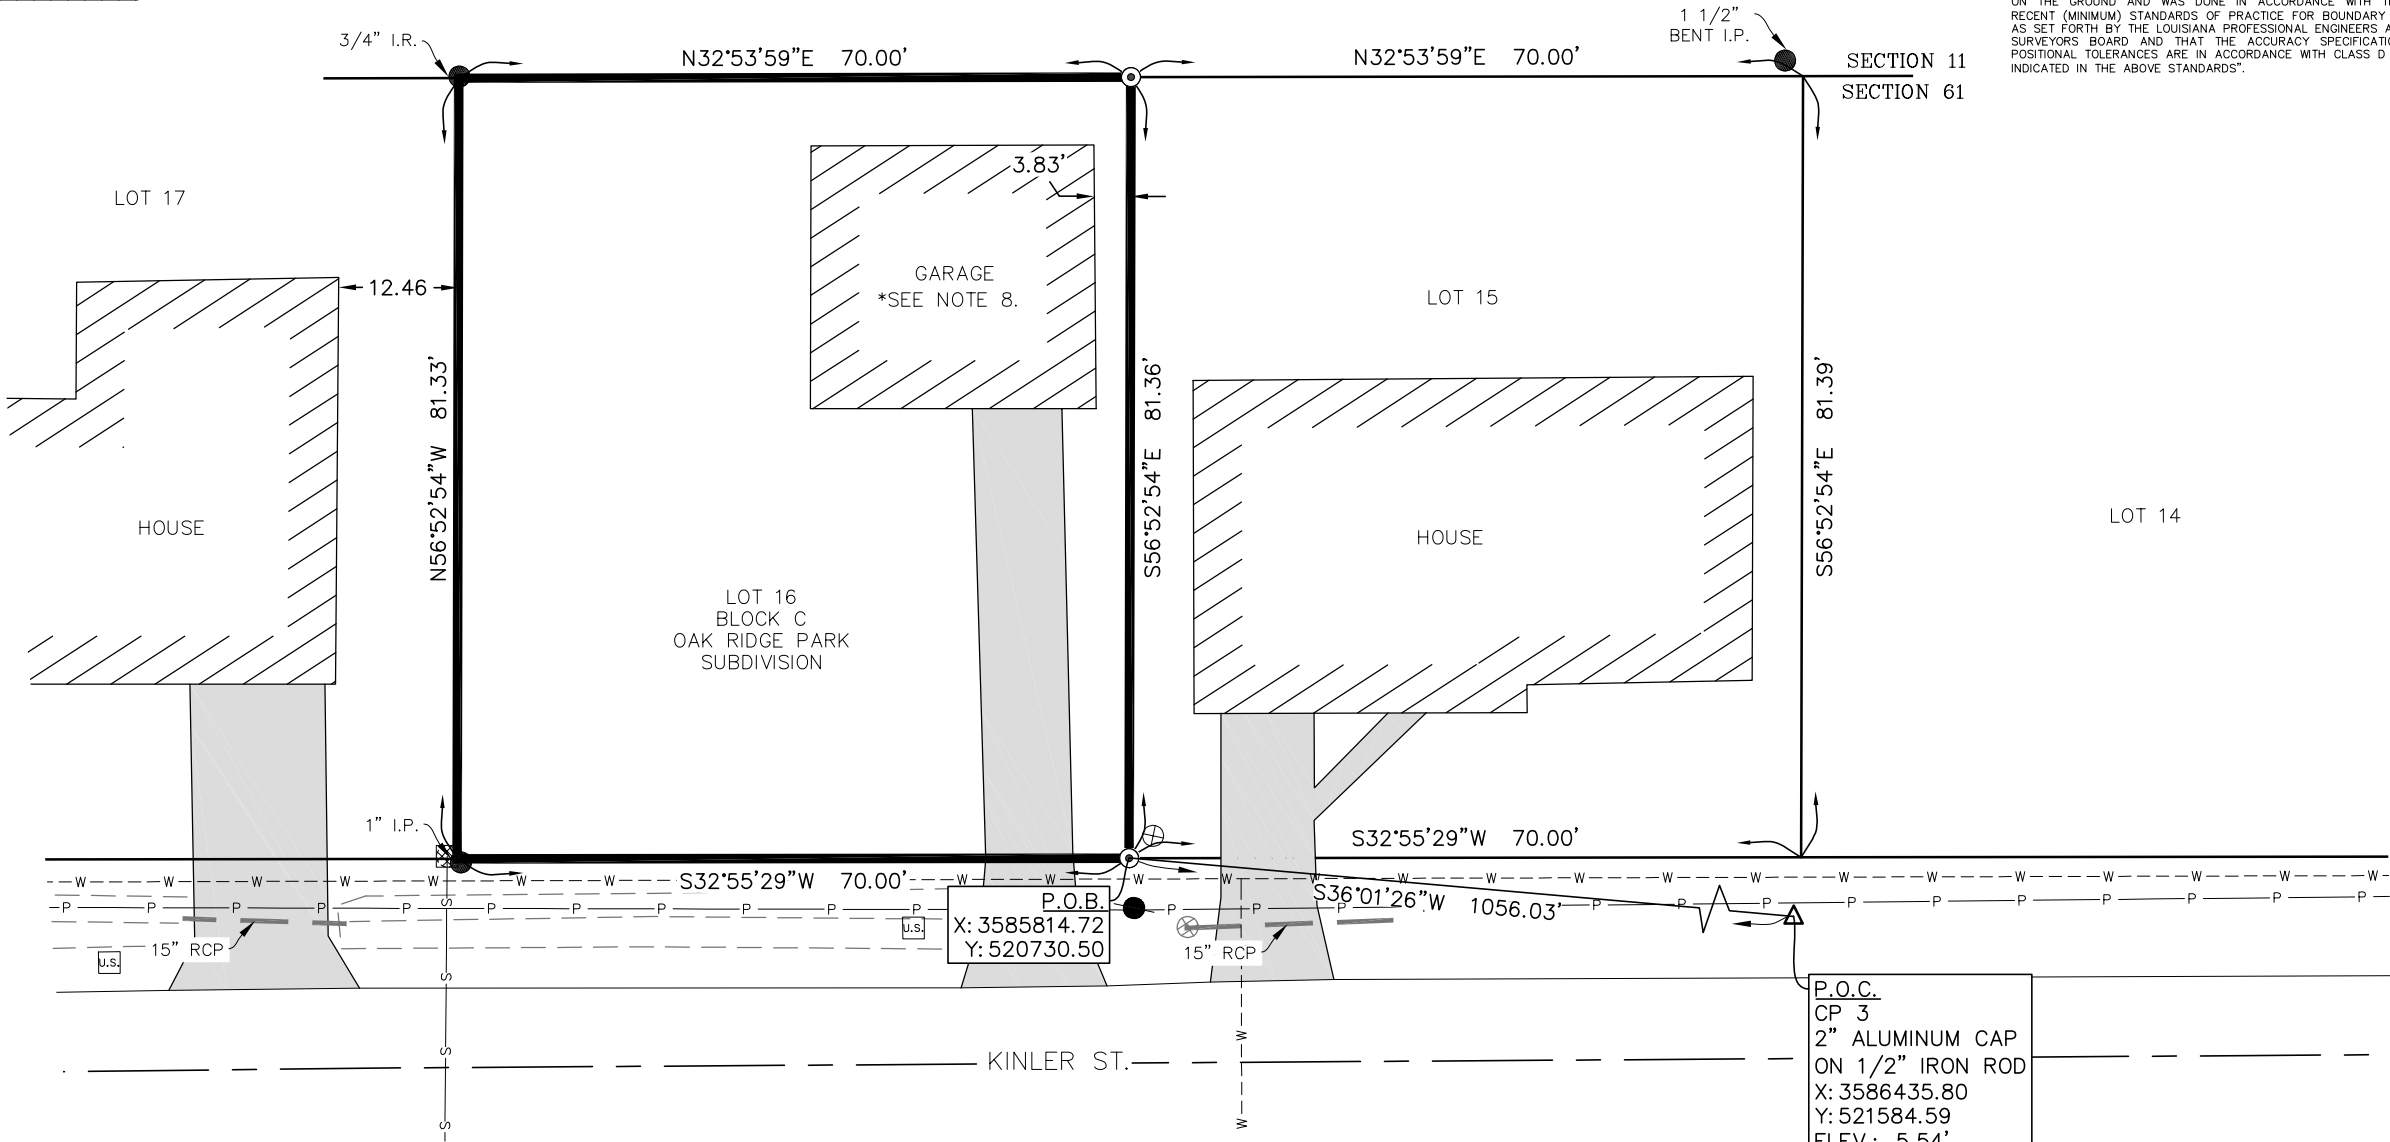 ON THE GROUND AND WAS DONE IN ACCORDANCE WITH
RECENT (MINIMUM) STANDARDS OF PRACTICE FOR BOUNDARY
AS SET FORTH BY THE LOUISIANA PROFESSIONAL ENGINEERS
SURVEYORS BOARD AND THAT THE ACCURACY
POSITIONAL TOLERANCES ARE IN ACCORDANCE WITH CLASS D
INDICATED IN THE ABOVE STANDARDS".
3/4" I.R.
N32°53'59"E 70.00'
N32°53'59"E 70.00'
1 1/2"
BENT I.P.
SECTION 11
SECTION 61
LOT 17
3.83'
GARAGE
*SEE NOTE 8.
12.46
LOT 15
N56°52'54"W 81.33'
S56°52'54"E 81.36'
S56°52'54"E 81.39'
HOUSE
HOUSE
LOT 14
LOT 16
BLOCK C
OAK RIDGE PARK
SUBDIVISION
1" I.P.
S32°55'29"W 70.00'
S32°55'29"W 70.00'
W W W W W W W W W W W W W W W W W W W W W W W W W
P P P P P P P P P P P P P P P P P P P P P
S36°01'26"W 1056.03'
P.O.B.
X: 3585814.72
Y: 520730.50
U.S.
U.S.
15" RCP
15" RCP
S
S
S
S
W
W
KINLER ST.
P.O.C.
CP 3
2" ALUMINUM CAP
ON 1/2" IRON ROD
X: 3586435.80
Y: 521584.59
ELEV.: 5.54'